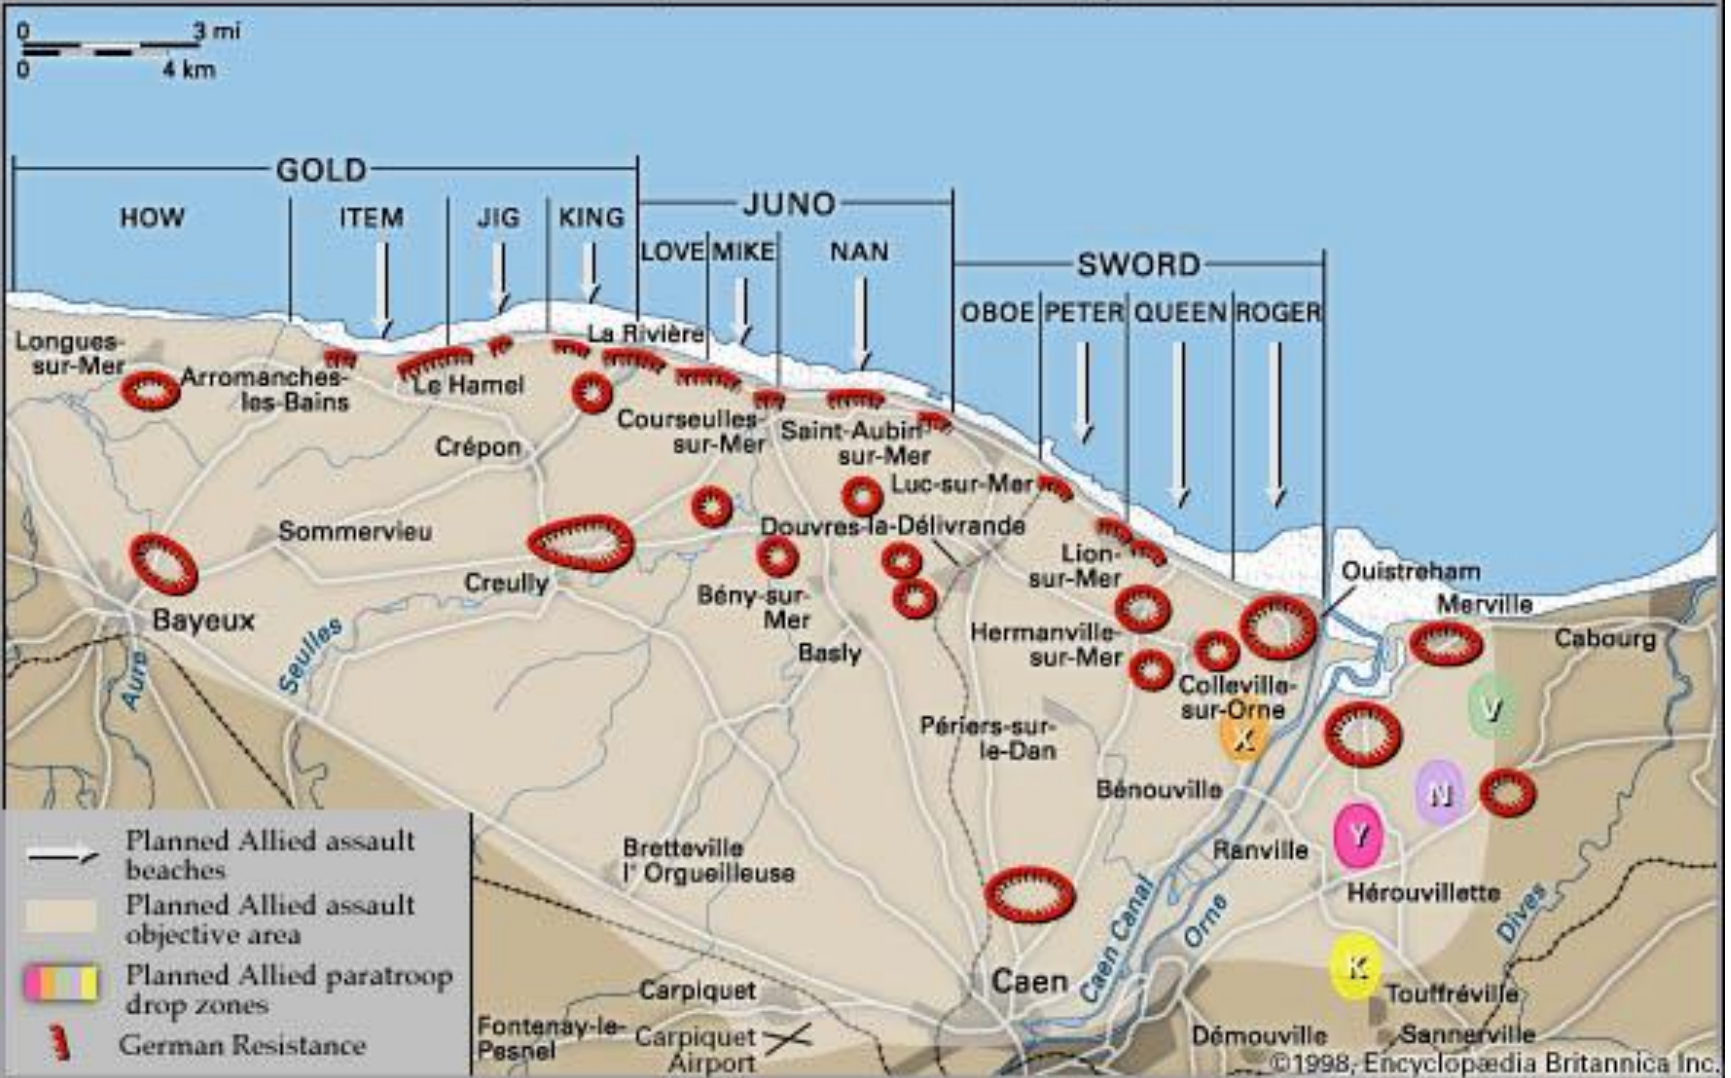 0 3 mi
0 4 km
GOLD
HOW
ITEM
JIG
KING
JUNO
LOVE
MIKE
NAN
SWORD
OBOE
PETER
QUEEN
ROGER
Longues-
sur-Mer
Arromanches-
les-Bains
Le Hamel
La Rivière
Crépon
Courseulles-
sur-Mer
Saint-Aubin-
sur-Mer
Luc-sur-Mer
Douvres-la-Délivrande
Sommervieu
Creully
Bény-sur-
Mer
Basly
Lion-
sur-Mer
Hermanville-
sur-Mer
Colleville-
sur-Orne
Ouistreham
Merville
Cabourg
Bayeux
Aure
Seulles
Périers-sur-
le-Dan
X
V
N
Y
K
Bénouville
Ranville
Hérouvillette
Bretteville
l' Orgueilleuse
Caen Canal
Orne
Dives
Caen
Carpiquet
Carpiquet
Airport
Fontenay-le-
Pesnel
Touffréville
Démouville
Sannerville
Planned Allied assault
beaches
Planned Allied assault
objective area
Planned Allied paratroop
drop zones
German Resistance
©1998, Encyclopædia Britannica Inc.